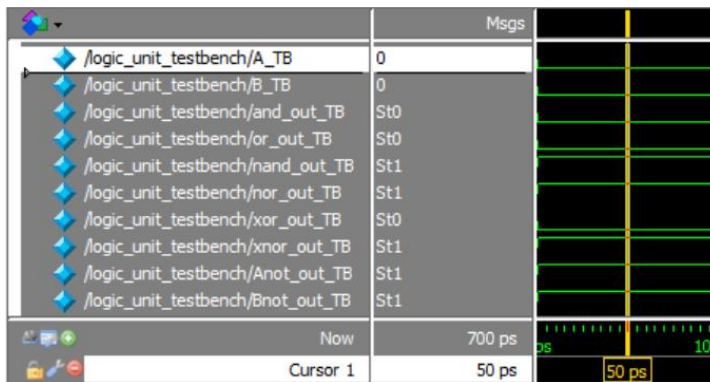 Msgs
/logic_unit_testbench/A_TB 0
/logic_unit_testbench/B_TB 0
/logic_unit_testbench/and_out_TB St0
/logic_unit_testbench/or_out_TB St0
/logic_unit_testbench/nand_out_TB St1
/logic_unit_testbench/nor_out_TB St1
/logic_unit_testbench/xor_out_TB St0
/logic_unit_testbench/xnor_out_TB St1
/logic_unit_testbench/Anot_out_TB St1
/logic_unit_testbench/Bnot_out_TB St1
Now 700 ps ps 10
Cursor 1 50 ps 50 ps